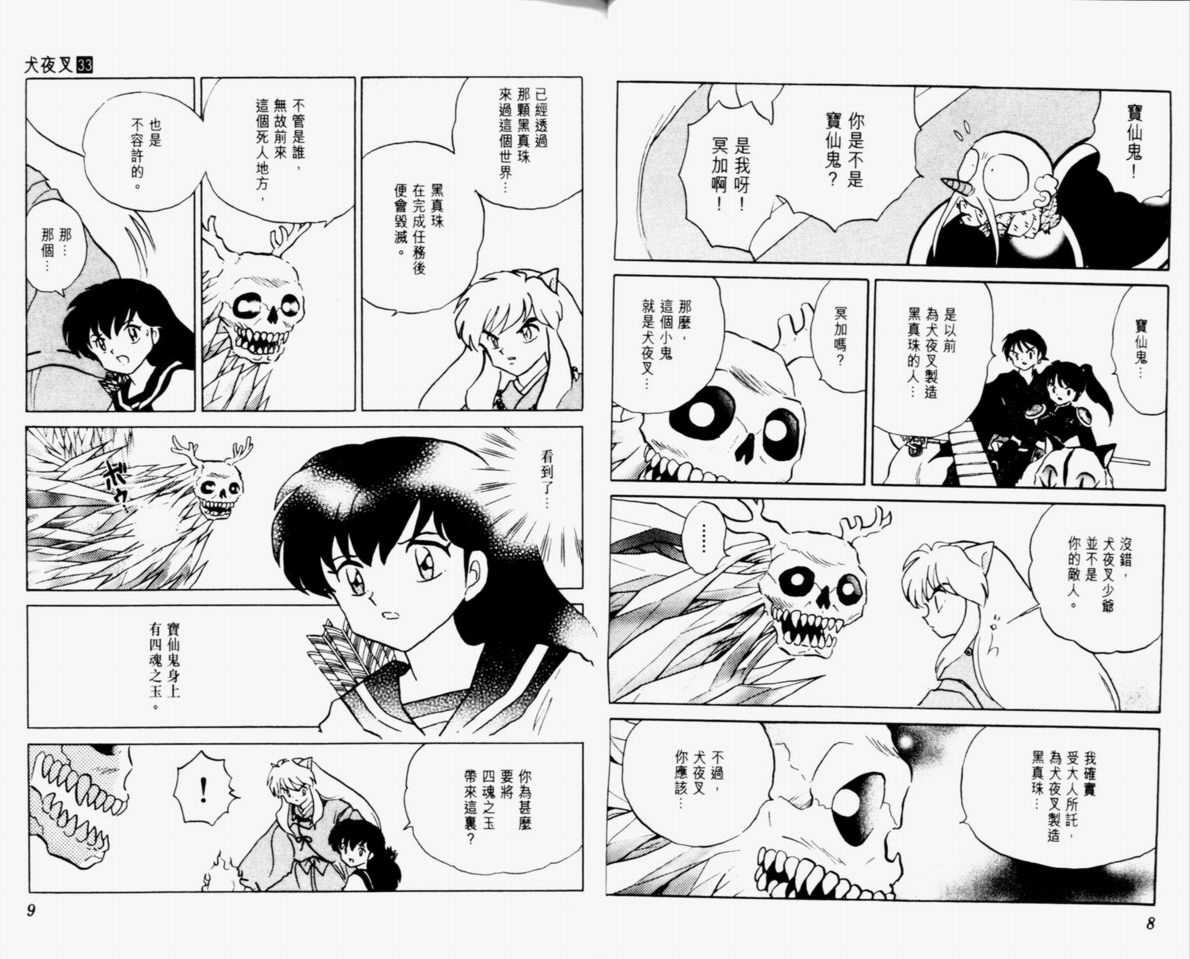 寶仙鬼！
你是不是
寶仙鬼？
是我呀！
冥加啊！
寶仙鬼…
是以前
為犬夜叉製造
黑真珠的人…
冥加嗎？
那麼，
這個小鬼
就是犬夜叉…
沒錯，
犬夜叉少爺
並不是
你的敵人。
……
我確實
受大人所託，
為犬夜叉製造
黑真珠…
不過，
犬夜叉
你應該…
8
犬夜叉33
已經透過
那顆黑真珠
來過這個世界…
黑真珠
在完成任務後
便會毀滅。
不管是誰，
無故前來
這個死人地方，
也是
不容許的。
那…
那個…
看到了…
ボウ
寶仙鬼身上
有四魂之玉。
你為甚麼
要將
四魂之玉
帶來這裏？
！
9